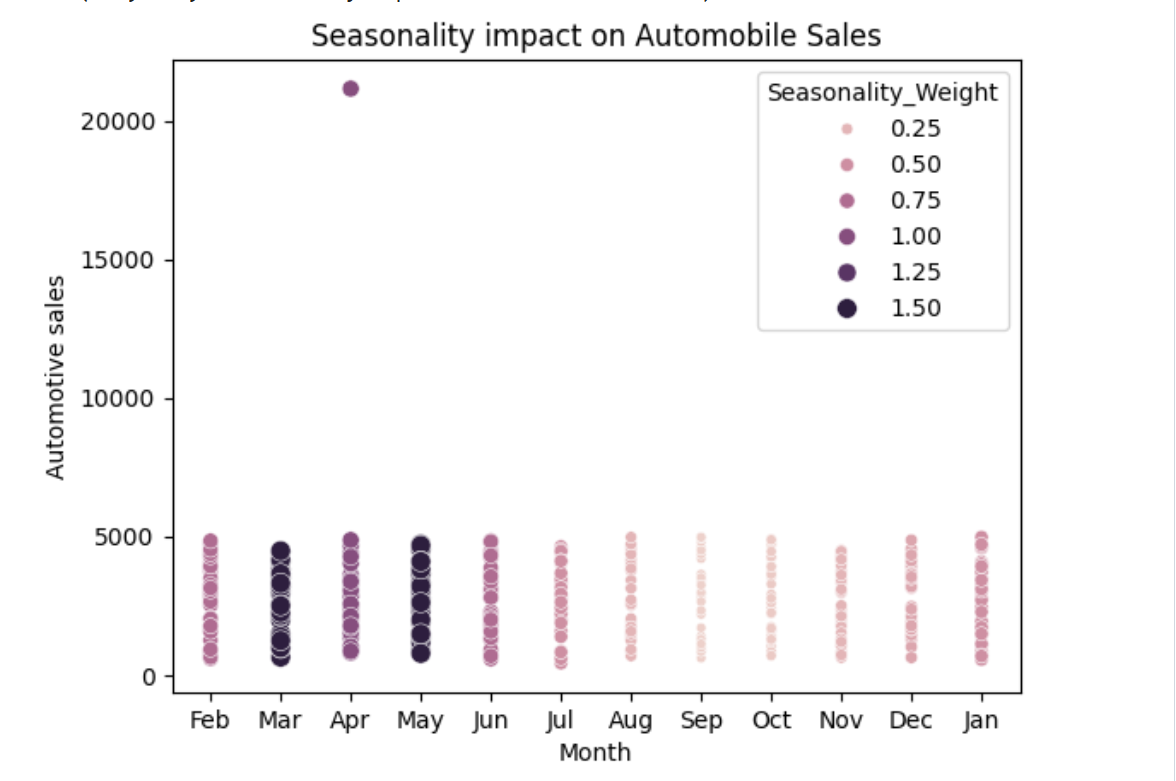 Seasonality impact on Automobile Sales
Seasonality_Weight
0.25
0.50
0.75
1.00
1.25
1.50
20000
15000
10000
5000
0
Automotive sales
Feb Mar Apr May Jun Jul Aug Sep Oct Nov Dec Jan
Month